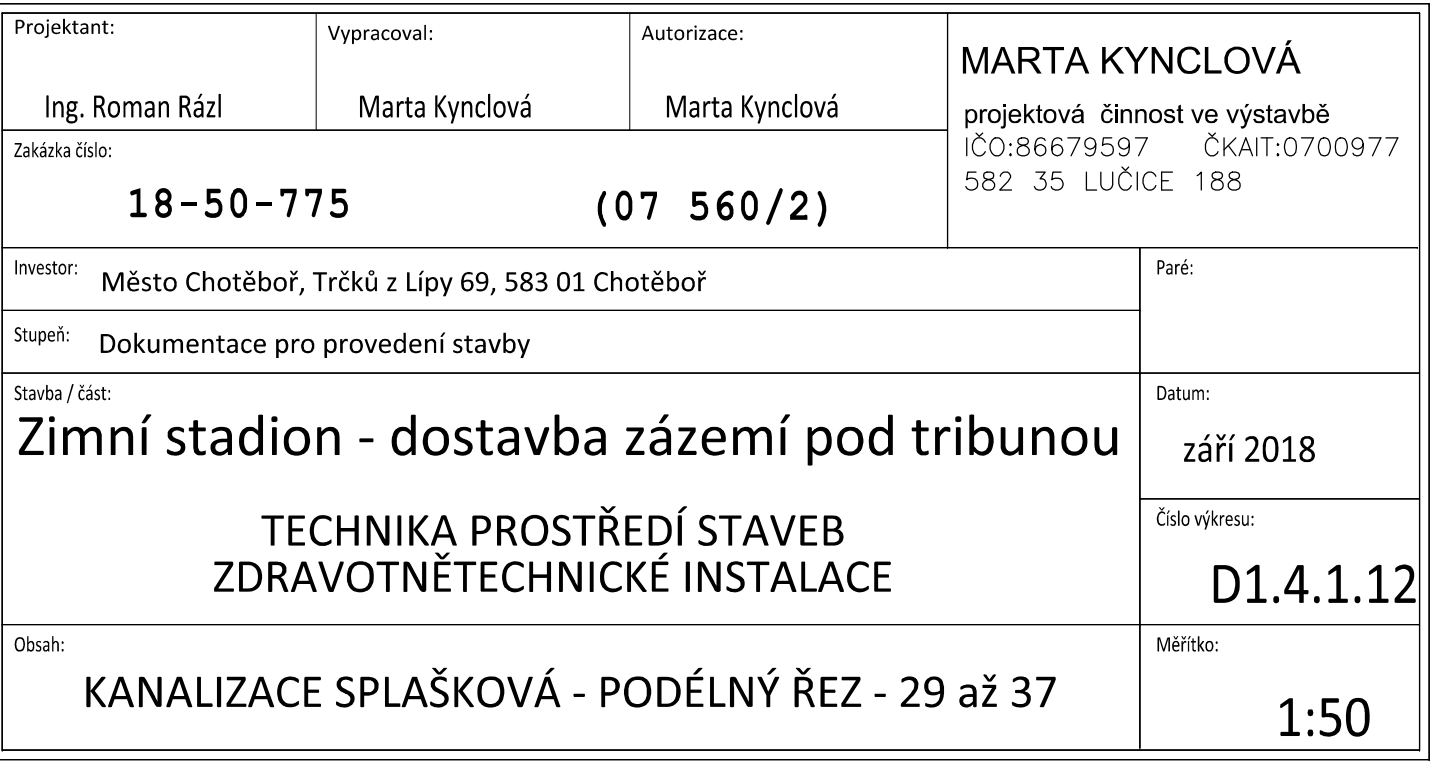 Projektant:
Ing. Roman Rázl
Vypracoval:
Marta Kynclová
Autorizace:
Marta Kynclová
MARTA KYNCLOVÁ
projektová činnost ve výstavbě
IČO:86679597 ČKAIT:0700977
582 35 LUČICE 188
Zakázka číslo:
18-50-775 (07 560/2)
Investor: Město Chotěboř, Trčků z Lípy 69, 583 01 Chotěboř
Paré:
Stupeň: Dokumentace pro provedení stavby
Stavba / část:
Zimní stadion - dostavba zázemí pod tribunou
TECHNIKA PROSTŘEDÍ STAVEB
ZDRAVOTNĚTECHNICKÉ INSTALACE
Datum:
září 2018
Číslo výkresu:
D1.4.1.12
Obsah:
KANALIZACE SPLAŠKOVÁ - PODÉLNÝ ŘEZ - 29 až 37
Měřítko:
1:50